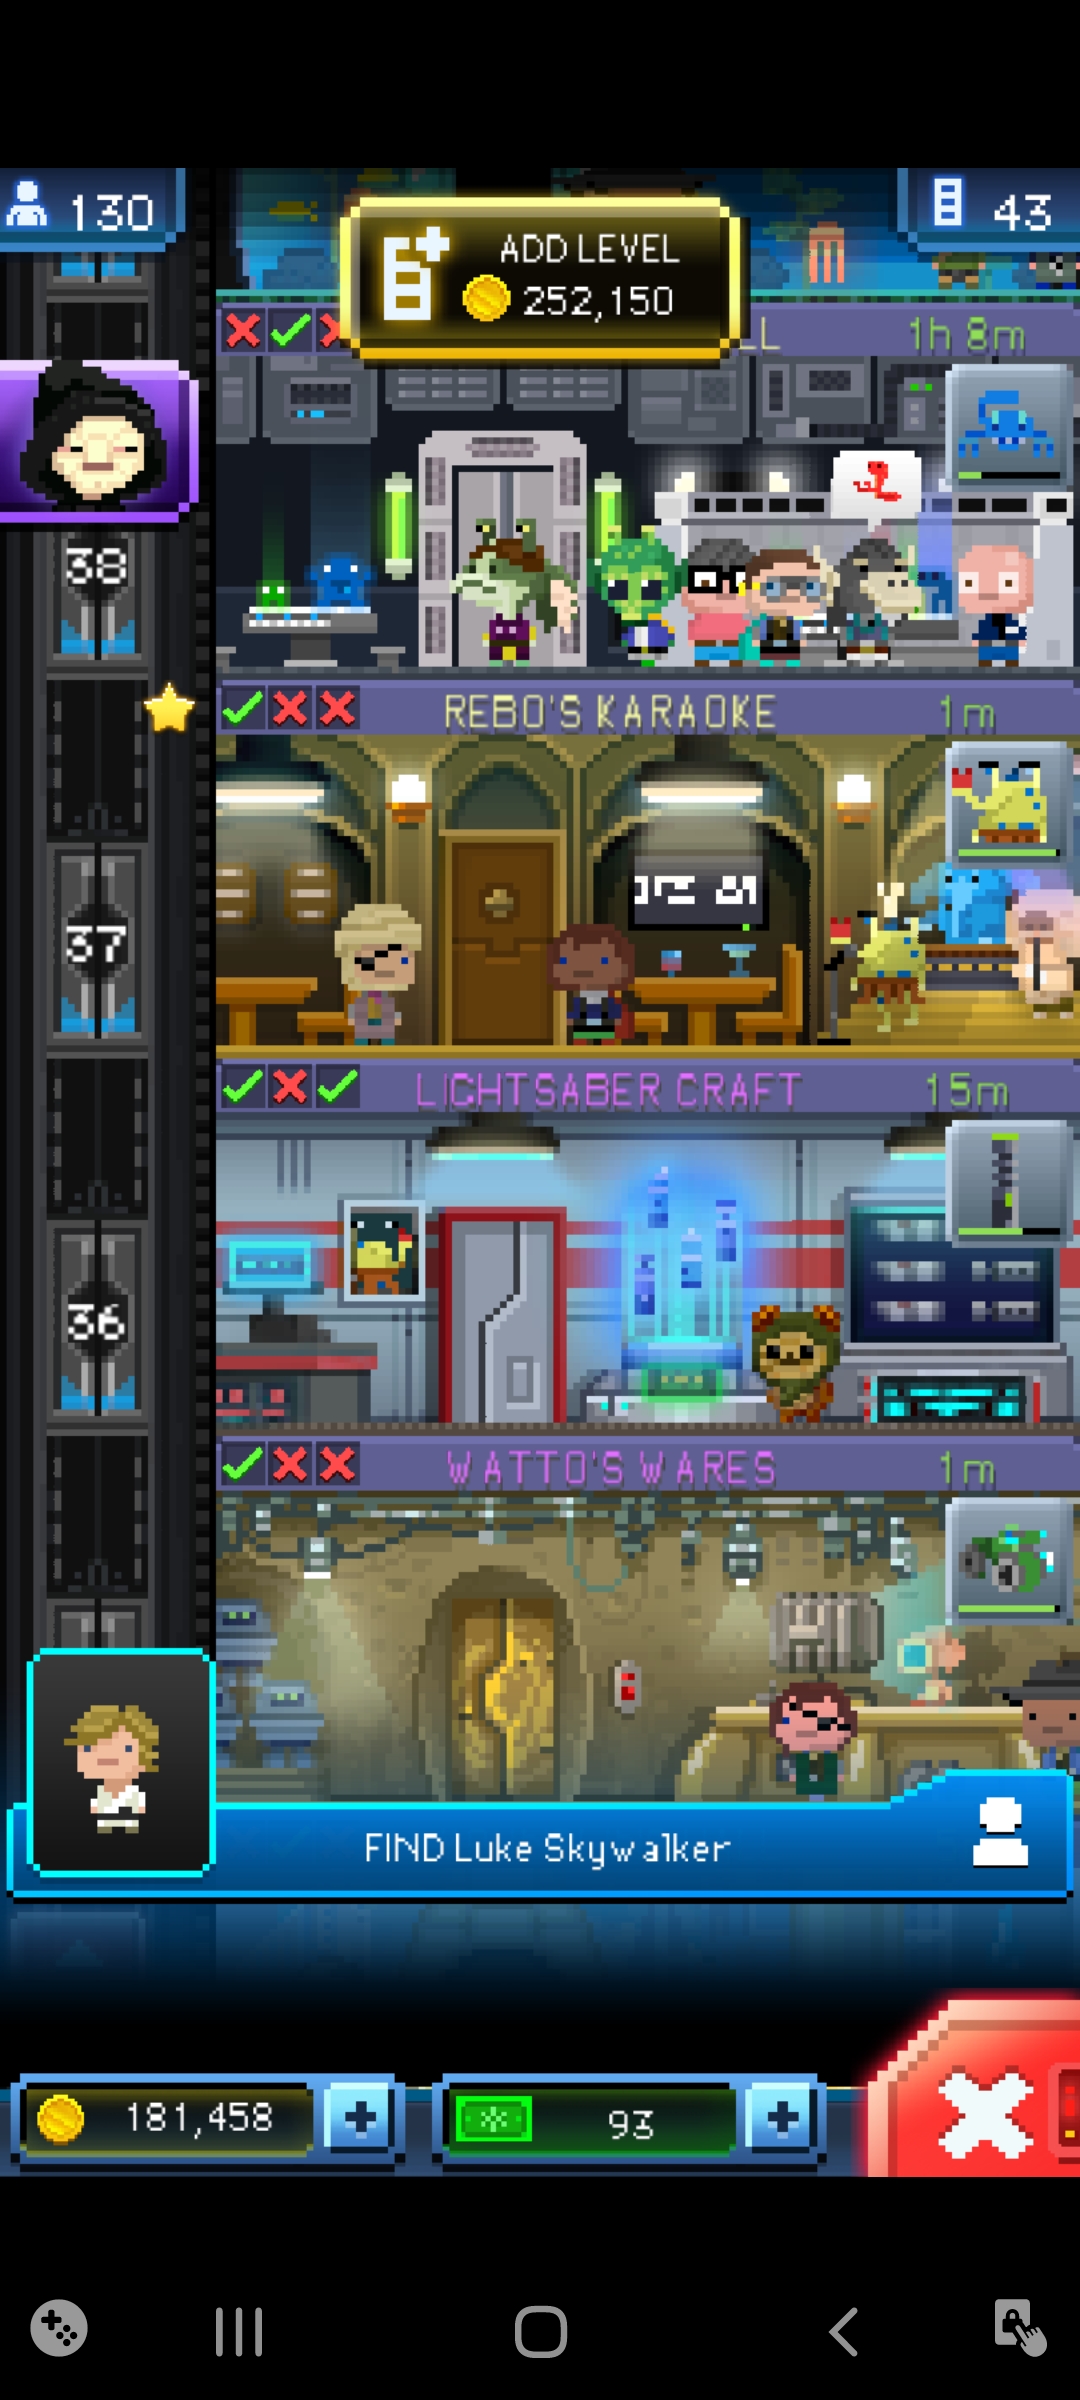 130
43
ADD LEVEL
252,150
LL
1h 8m
38
REBO'S KARAOKE
1m
37
LIGHTSABER CRAFT
15m
36
WATTO'S WARES
1m
FIND Luke Skywalker
181,458
93